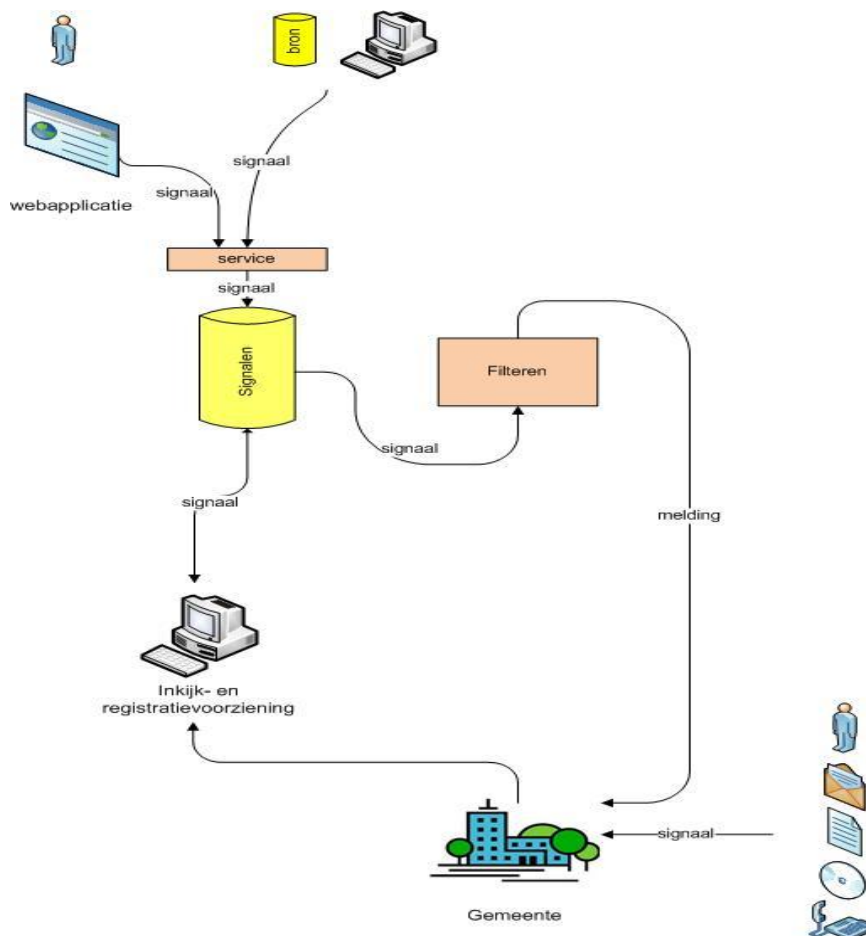 bron
signaal
signaal
webapplicatie
service
signaal
Signalen
Filteren
signaal
signaal
melding
Inkijk- en
registratievoorziening
signaal
Gemeente